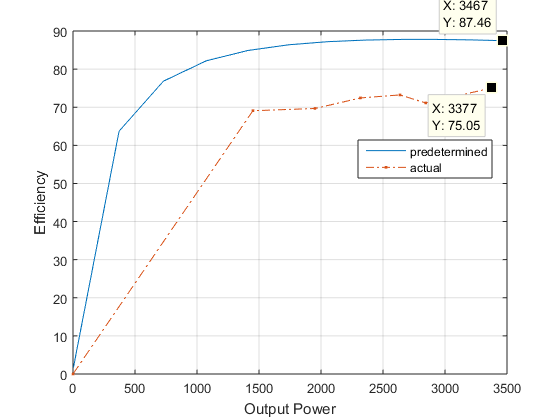 X: 3467
Y: 87.46
90
80
70
60
50
40
30
20
10
0
Efficiency
X: 3377
Y: 75.05
predetermined
actual
0 500 1000 1500 2000 2500 3000 3500
Output Power